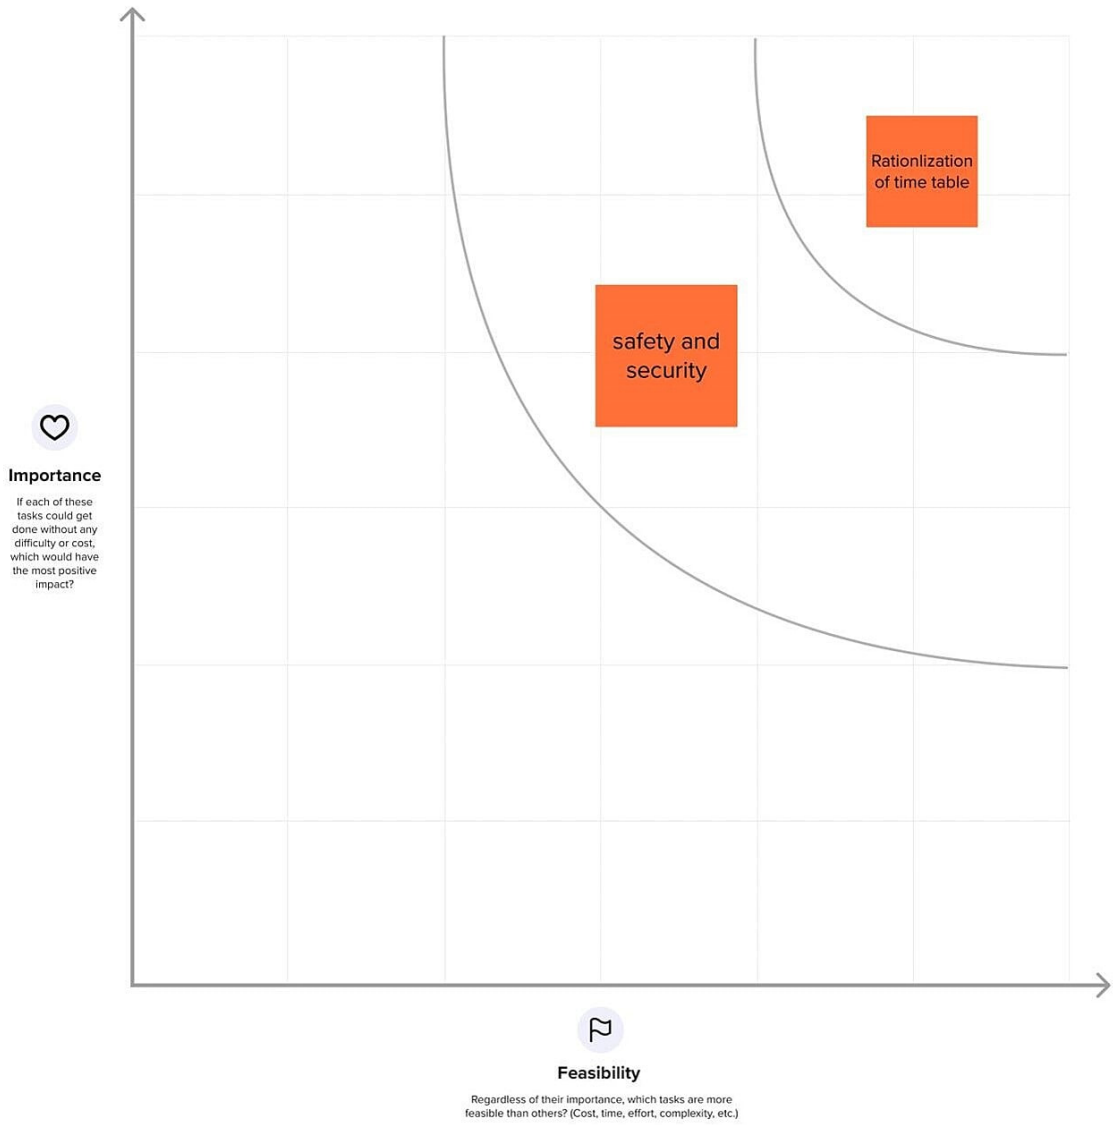 Rationlization
of time table
safety and
security
Importance
If each of these
tasks could get
done without any
difficulty or cost,
which would have
the most positive
impact?
Feasibility
Regardless of their importance, which tasks are more
feasible than others? (Cost, time, effort, complexity, etc.)